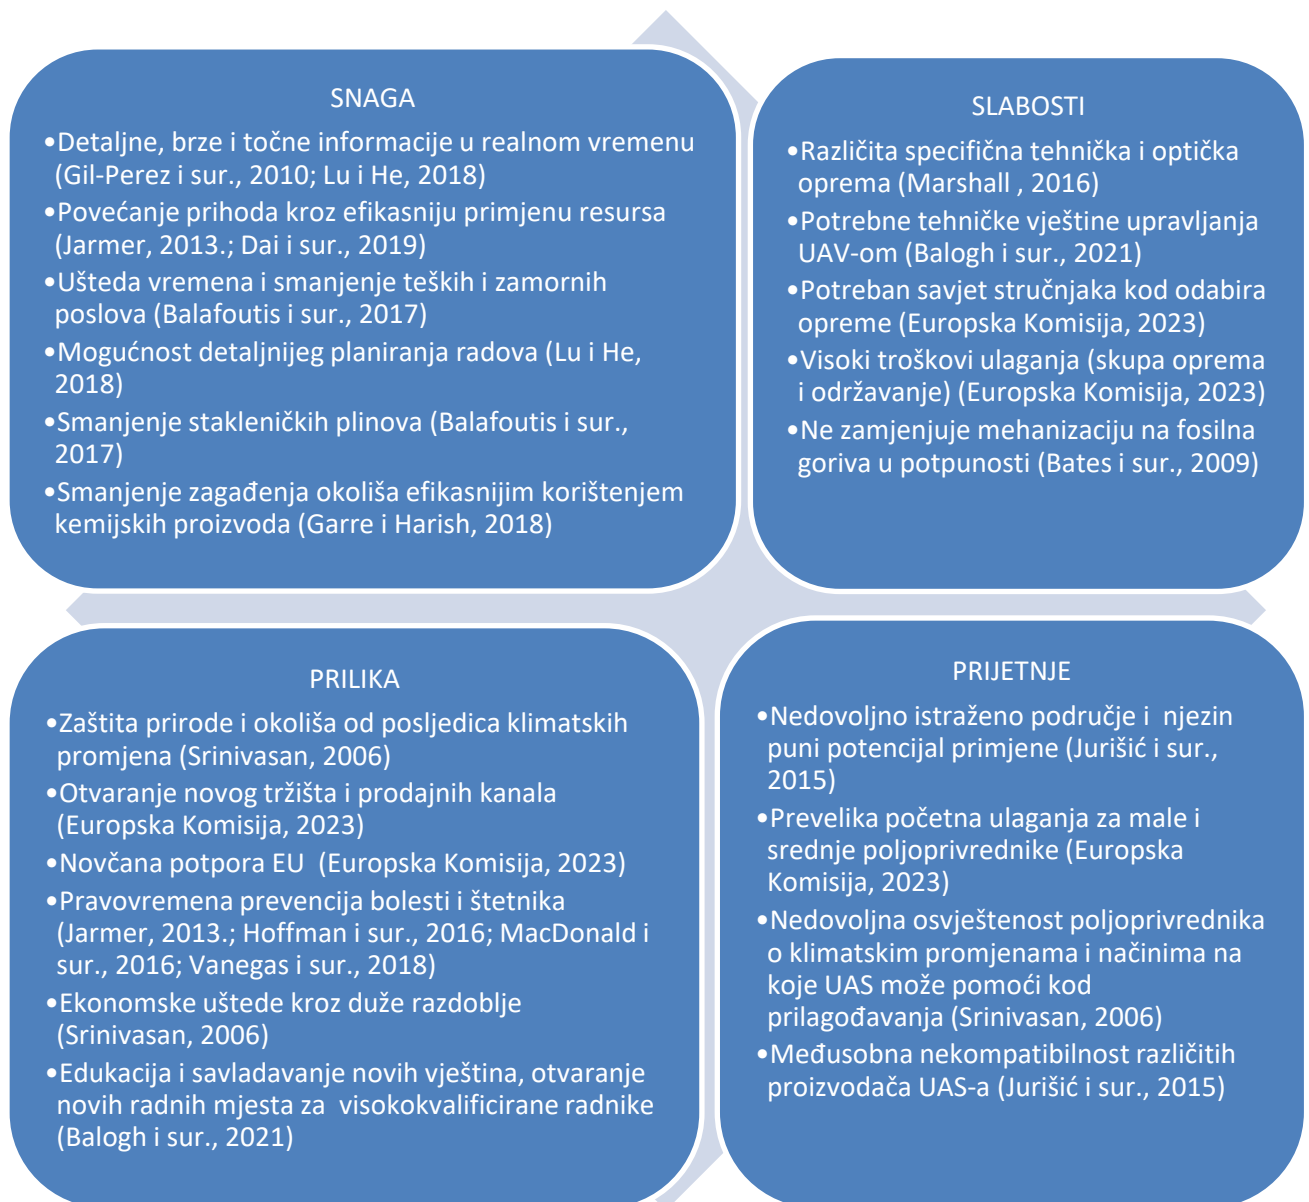 SNAGA
•Detaljne, brze i točne informacije u realnom vremenu
(Gil-Perez i sur., 2010; Lu i He, 2018)
•Povećanje prihoda kroz efikasniju primjenu resursa
(Jarmer, 2013.; Dai i sur., 2019)
•Ušteda vremena i smanjenje teških i zamornih
poslova (Balafoutis i sur., 2017)
•Mogućnost detaljnijeg planiranja radova (Lu i He,
2018)
•Smanjenje stakleničkih plinova (Balafoutis i sur.,
2017)
•Smanjenje zagađenja okoliša efikasnijim korištenjem
kemijskih proizvoda (Garre i Harish, 2018)
SLABOSTI
•Različita specifična tehnička i optička
oprema (Marshall , 2016)
•Potrebne tehničke vještine upravljanja
UAV-om (Balogh i sur., 2021)
•Potreban savjet stručnjaka kod odabira
opreme (Europska Komisija, 2023)
•Visoki troškovi ulaganja (skupa oprema
i održavanje) (Europska Komisija, 2023)
•Ne zamjenjuje mehanizaciju na fosilna
goriva u potpunosti (Bates i sur., 2009)
PRILIKA
•Zaštita prirode i okoliša od posljedica klimatskih
promjena (Srinivasan, 2006)
•Otvaranje novog tržišta i prodajnih kanala
(Europska Komisija, 2023)
•Novčana potpora EU  (Europska Komisija, 2023)
•Pravovremena prevencija bolesti i štetnika
(Jarmer, 2013.; Hoffman i sur., 2016; MacDonald i
sur., 2016; Vanegas i sur., 2018)
•Ekonomske uštede kroz duže razdoblje
(Srinivasan, 2006)
•Edukacija i savladavanje novih vještina, otvaranje
novih radnih mjesta za  visokokvalificirane radnike
(Balogh i sur., 2021)
PRIJETNJE
•Nedovoljno istraženo područje i  njezin
puni potencijal primjene (Jurišić i sur.,
2015)
•Prevelika početna ulaganja za male i
srednje poljoprivrednike (Europska
Komisija, 2023)
•Nedovoljna osvještenost poljoprivrednika
o klimatskim promjenama i načinima na
koje UAS može pomoći kod
prilagođavanja (Srinivasan, 2006)
•Međusobna nekompatibilnost različitih
proizvođača UAS-a (Jurišić i sur., 2015)